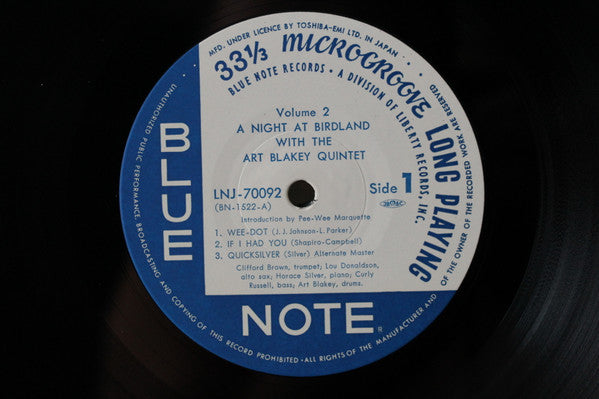 MFD. UNDER LICENCE BY TOSHIBA-EMI LTD. IN JAPAN
33⅓ MICROGROOVE LONG PLAYING
BLUE NOTE RECORDS • A DIVISION OF LIBERTY RECORDS, INC.
Volume 2
A NIGHT AT BIRDLAND
WITH THE
ART BLAKEY QUINTET
LNJ-70092
(BN-1522-A)
Side 1
Introduction by Pee-Wee Marquette
1. WEE-DOT (J. J. Johnson-L. Parker)
2. IF I HAD YOU (Shapiro-Campbell)
3. QUICKSILVER (Silver) Alternate Master
Clifford Brown, trumpet; Lou Donaldson,
alto sax; Horace Silver, piano; Curly
Russell, bass; Art Blakey, drums.
BLUE
NOTE
UNAUTHORIZED PUBLIC PERFORMANCE, BROADCASTING AND COPYING OF THIS RECORD PROHIBITED • ALL RIGHTS OF THE MANUFACTURER AND OF THE OWNER OF THE RECORDED WORK ARE RESERVED